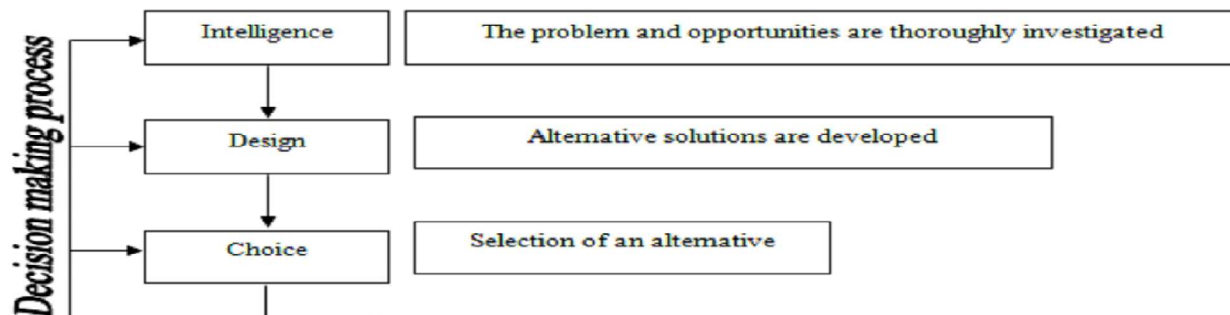 Decision making process
Intelligence
The problem and opportunities are thoroughly investigated
Design
Alternative solutions are developed
Choice
Selection of an alternative